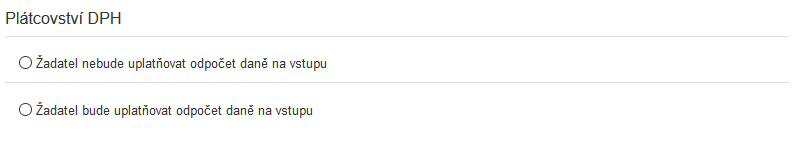 Plátcovství DPH
Žadatel nebude uplatňovat odpočet daně na vstupu
Žadatel bude uplatňovat odpočet daně na vstupu